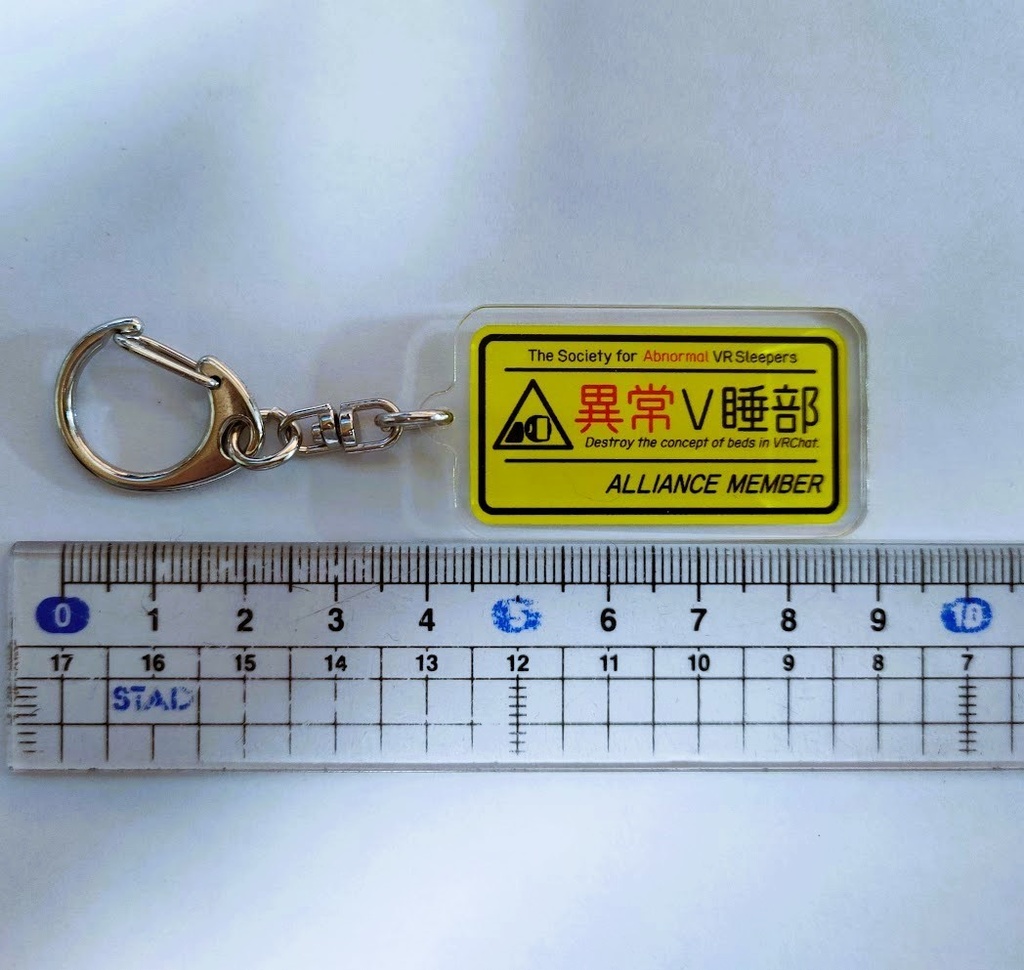 The Society for Abnormal VR Sleepers
異常V睡部
Destroy the concept of beds in VRChat.
ALLIANCE MEMBER
0 1 2 3 4 5 6 7 8 9 10
17 16 15 14 13 12 11 10 9 8 7
STAD